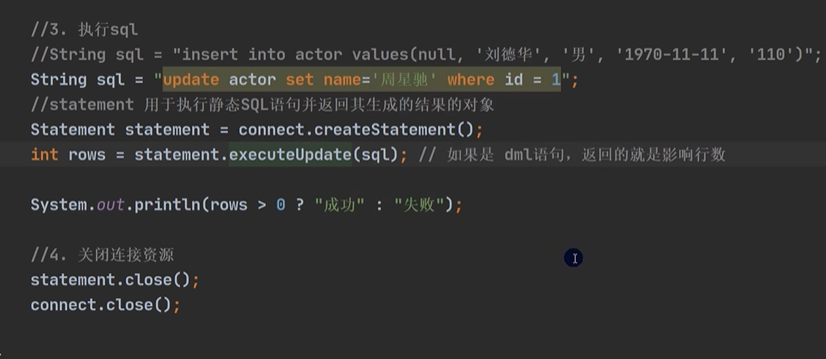 //3. 执行sql
//String sql = "insert into actor values(null, '刘德华', '男', '1970-11-11', '110')";
String sql = "update actor set name='周星驰' where id = 1";
//statement 用于执行静态SQL语句并返回其生成的结果的对象
Statement statement = connect.createStatement();
int rows = statement.executeUpdate(sql); // 如果是 dml语句，返回的就是影响行数
System.out.println(rows > 0 ? "成功" : "失败");
//4. 关闭连接资源
statement.close();
connect.close();